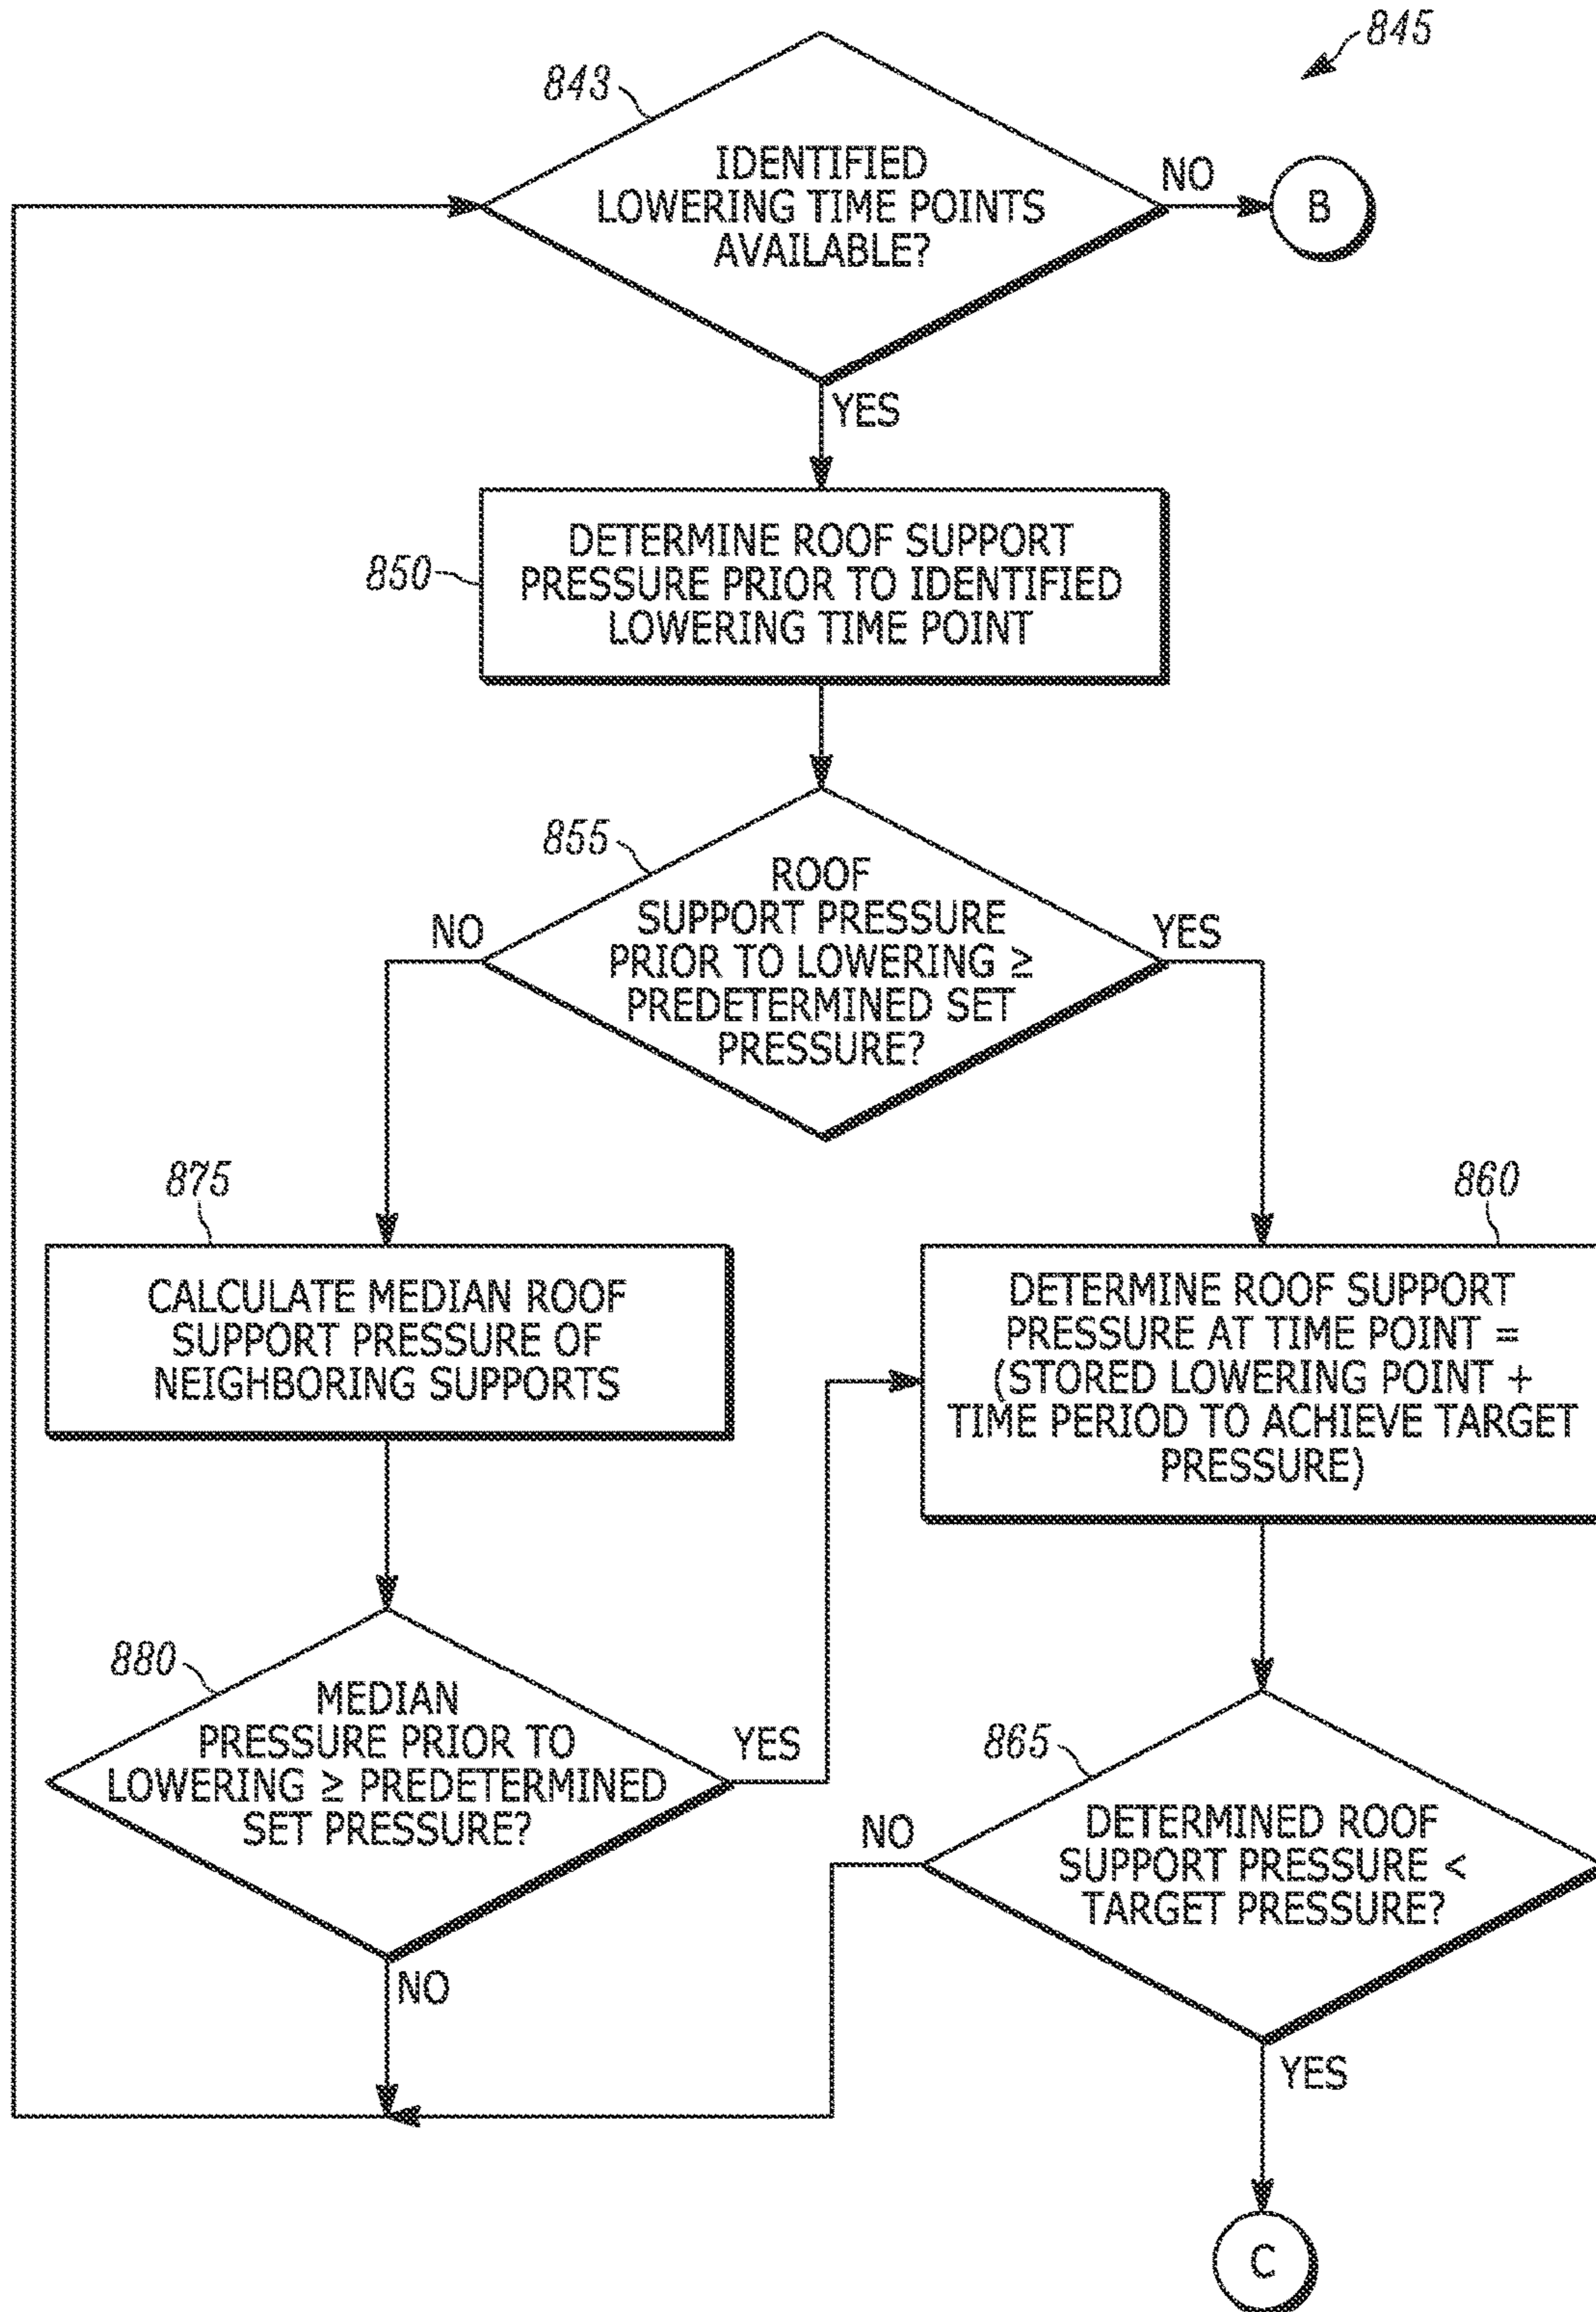 845
843
IDENTIFIED
LOWERING TIME POINTS
AVAILABLE?
NO
B
YES
850
DETERMINE ROOF SUPPORT
PRESSURE PRIOR TO IDENTIFIED
LOWERING TIME POINT
855
ROOF
SUPPORT PRESSURE
PRIOR TO LOWERING ≥
PREDETERMINED SET
PRESSURE?
NO
YES
875
CALCULATE MEDIAN ROOF
SUPPORT PRESSURE OF
NEIGHBORING SUPPORTS
860
DETERMINE ROOF SUPPORT
PRESSURE AT TIME POINT =
(STORED LOWERING POINT +
TIME PERIOD TO ACHIEVE TARGET
PRESSURE)
880
MEDIAN
PRESSURE PRIOR TO
LOWERING ≥ PREDETERMINED
SET PRESSURE?
YES
NO
865
DETERMINED ROOF
SUPPORT PRESSURE <
TARGET PRESSURE?
NO
YES
C